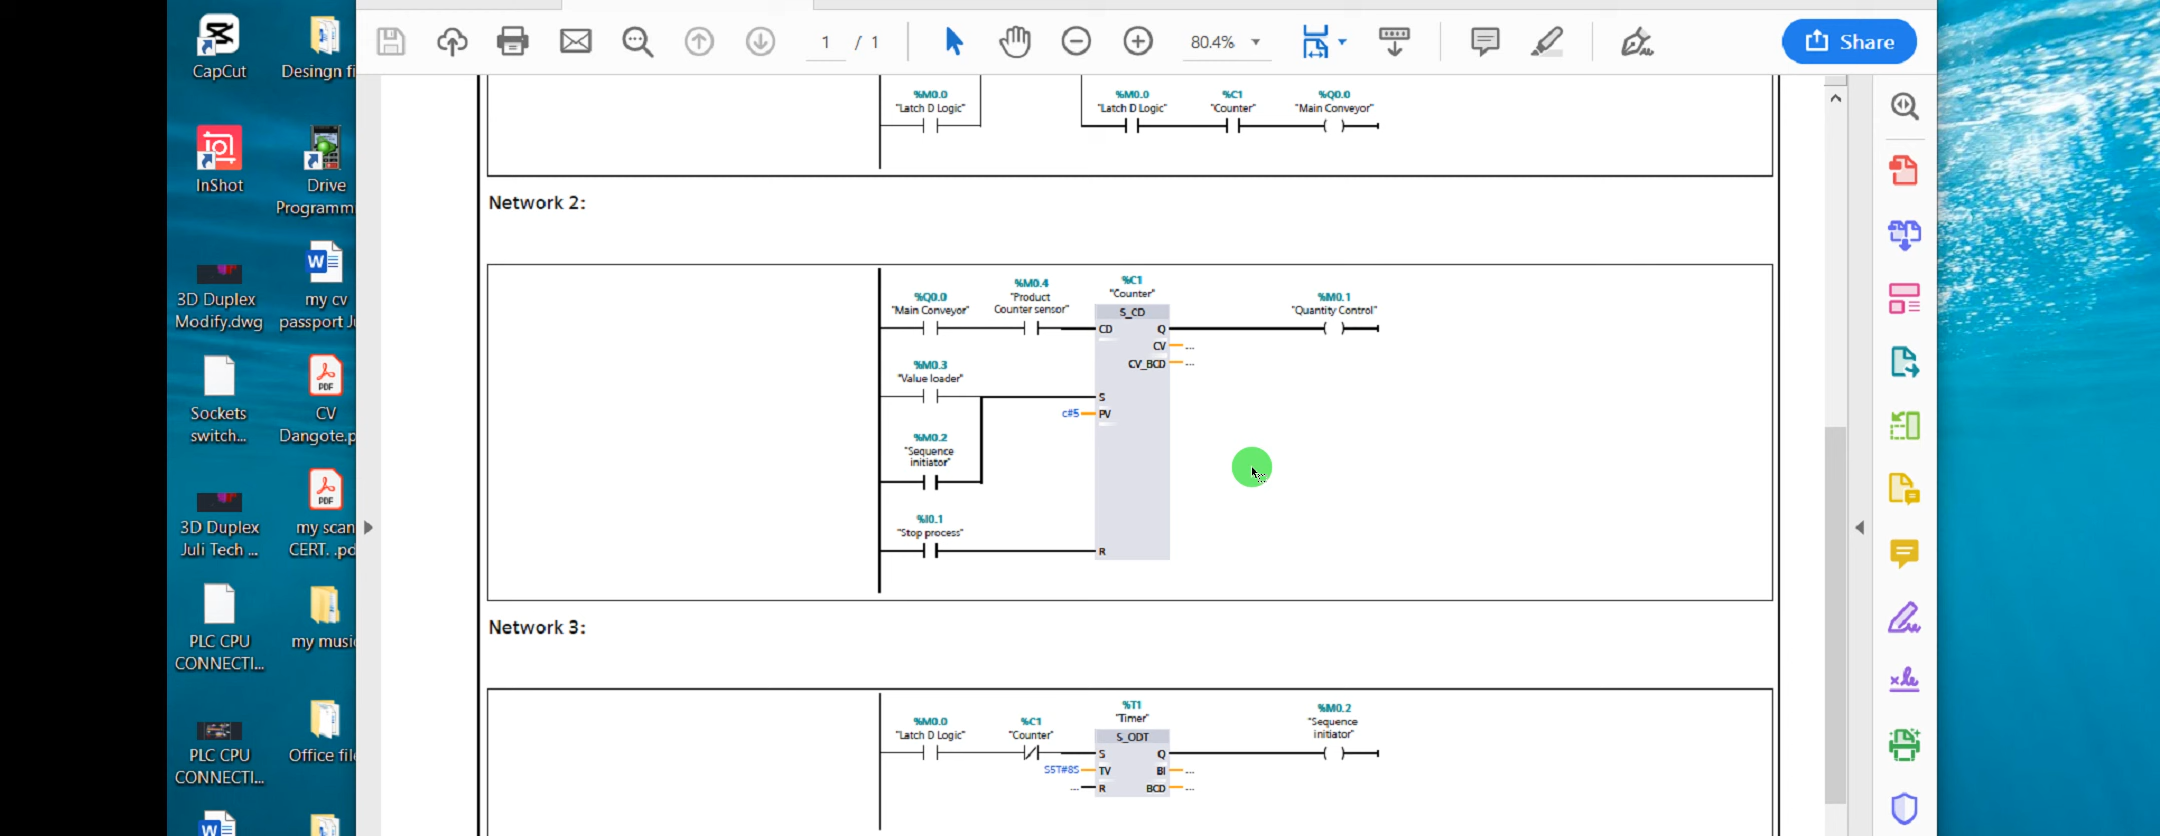 CapCut
Desingn fi
InShot
Drive
Programm
3D Duplex
Modify.dwg
my cv
passport Ju
Sockets
switch...
CV
Dangote.p
3D Duplex
Juli Tech ...
my scan
CERT. .pd
PLC CPU
CONNECTI...
my musi
PLC CPU
CONNECTI...
Office file
1 / 1
80.4%
Share
%M0.0
"Latch D Logic"
%M0.0
"Latch D Logic"
%C1
"Counter"
%Q0.0
"Main Conveyor"
Network 2:
%Q0.0
"Main Conveyor"
%M0.4
"Product
Counter sensor"
%C1
"Counter"
S_CD
CD
Q
%M0.1
"Quantity Control"
CV ...
CV_BCD ...
%M0.3
"Value loader"
S
c#5 PV
%M0.2
"Sequence
initiator"
%I0.1
"Stop process"
R
Network 3:
%M0.0
"Latch D Logic"
%C1
"Counter"
%T1
"Timer"
S_ODT
S
Q
%M0.2
"Sequence
initiator"
S5T#8S TV
BI ...
... R
BCD ...